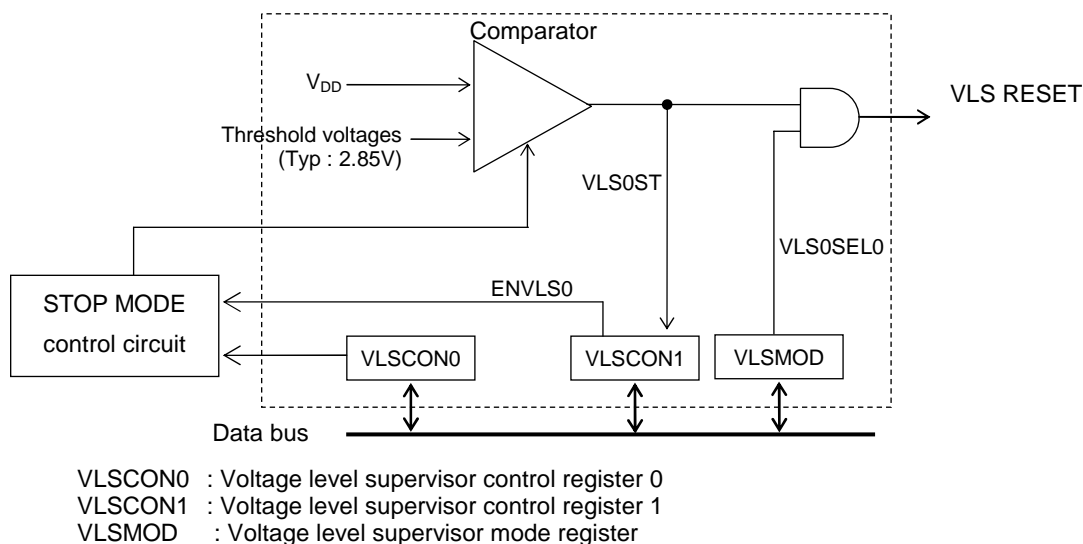 Comparator
VDD
Threshold voltages
(Typ : 2.85V)
VLS RESET
VLS0ST
VLS0SEL0
STOP MODE
control circuit
ENVLS0
VLSCON0
VLSCON1
VLSMOD
Data bus
VLSCON0 : Voltage level supervisor control register 0
VLSCON1 : Voltage level supervisor control register 1
VLSMOD : Voltage level supervisor mode register